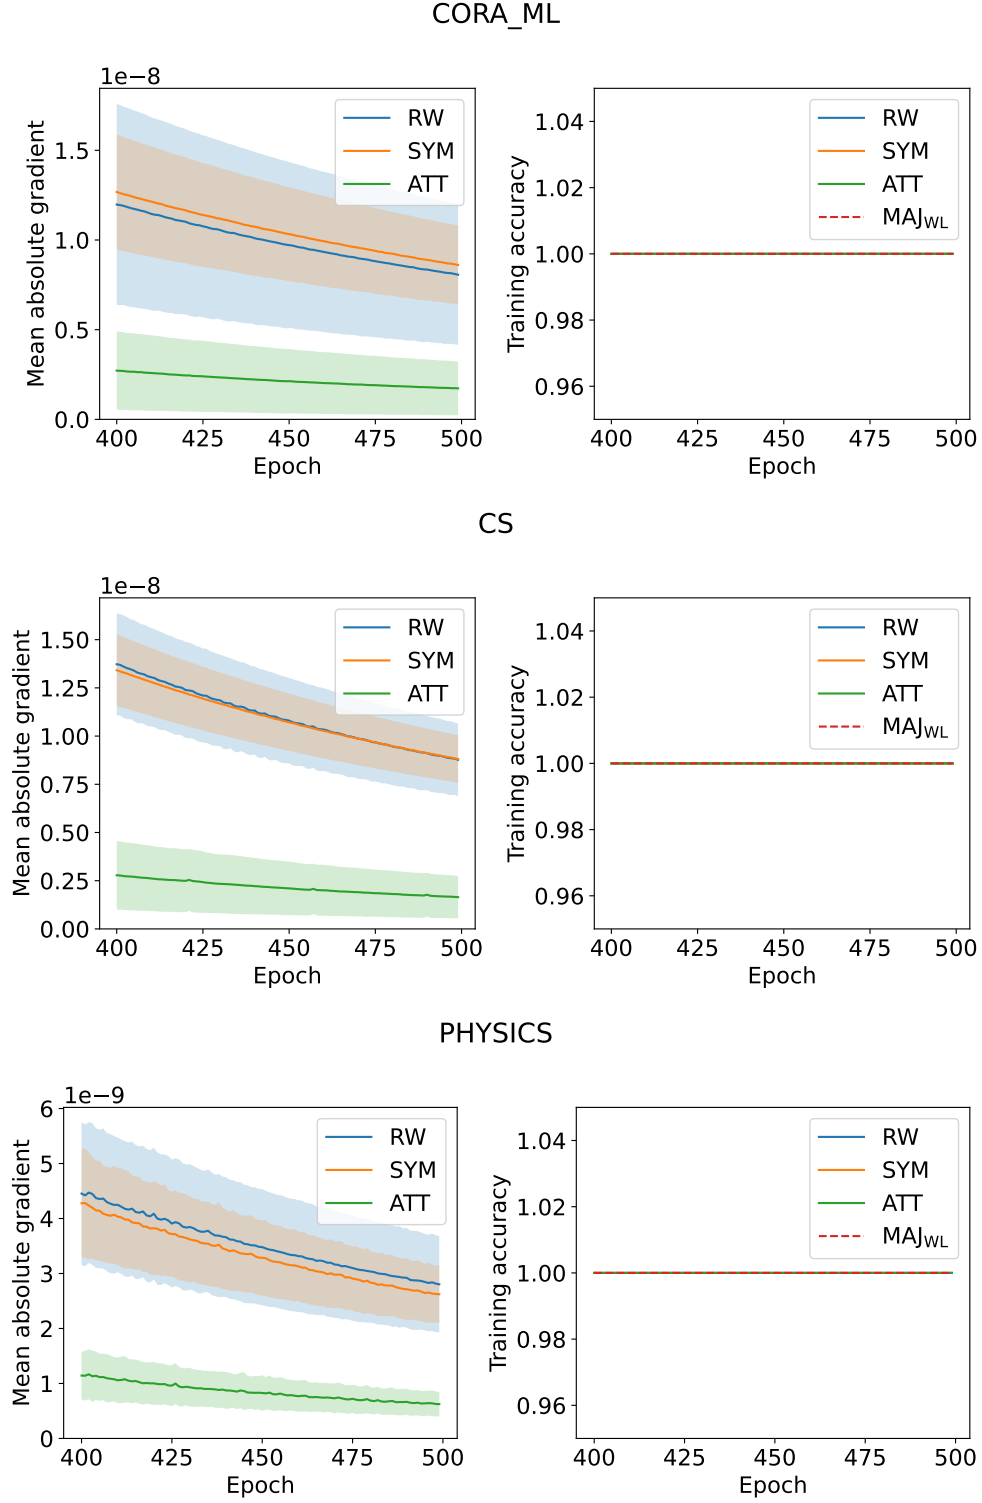 CORA_ML
1e−8
Mean absolute gradient
1.5
1.0
0.5
0.0
400 425 450 475 500
Epoch
RW
SYM
ATT
Training accuracy
1.04
1.02
1.00
0.98
0.96
400 425 450 475 500
Epoch
RW
SYM
ATT
MAJWL
CS
1e−8
Mean absolute gradient
1.50
1.25
1.00
0.75
0.50
0.25
0.00
400 425 450 475 500
Epoch
RW
SYM
ATT
Training accuracy
1.04
1.02
1.00
0.98
0.96
400 425 450 475 500
Epoch
RW
SYM
ATT
MAJWL
PHYSICS
1e−9
Mean absolute gradient
6
5
4
3
2
1
0
400 425 450 475 500
Epoch
RW
SYM
ATT
Training accuracy
1.04
1.02
1.00
0.98
0.96
400 425 450 475 500
Epoch
RW
SYM
ATT
MAJWL